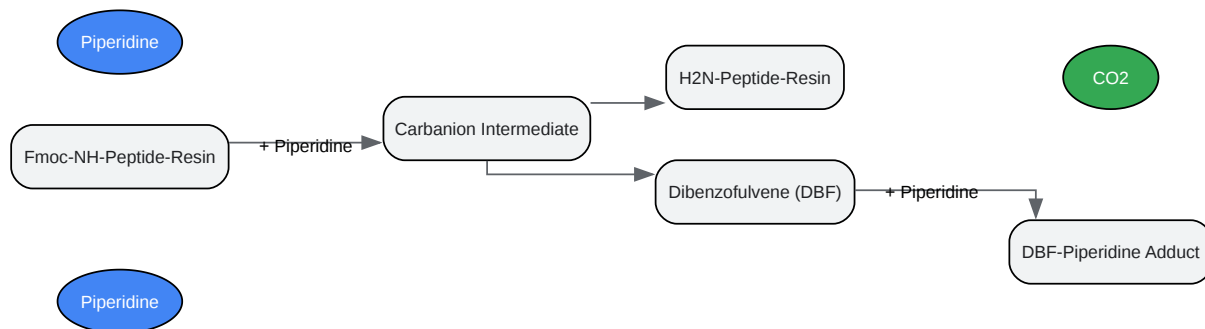 Piperidine
H2N-Peptide-Resin
CO2
Carbanion Intermediate
Fmoc-NH-Peptide-Resin
+ Piperidine
Dibenzofulvene (DBF)
+ Piperidine
DBF-Piperidine Adduct
Piperidine